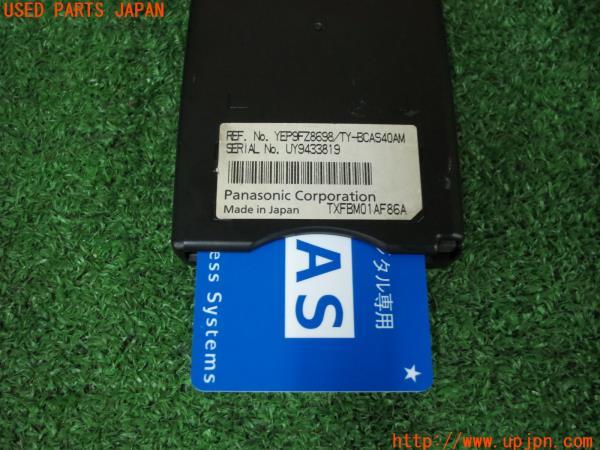 USED PARTS JAPAN
REF. No. YEP9FZ8698/TY-BCAS40AM
SERIAL No. UY9433819
Panasonic Corporation
Made in Japan TXFBM01AF86A
AS
タル専用
ess Systems
★
http://www.upjpn.com/